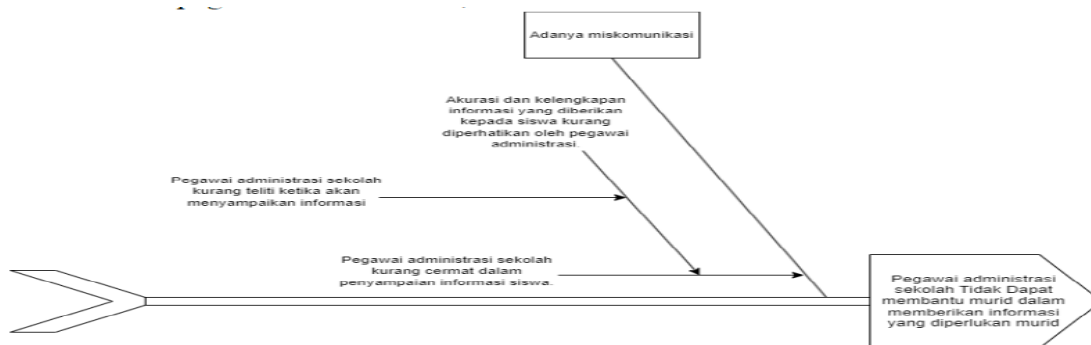 Adanya miskomunikasi
Akurasi dan kelengkapan
informasi yang diberikan
kepada siswa kurang
diperhatikan oleh pegawai
administrasi.
Pegawai administrasi sekolah
kurang teliti ketika akan
menyampaikan informasi
Pegawai administrasi sekolah
kurang cermat dalam
penyampaian informasi siswa.
Pegawai administrasi
sekolah Tidak Dapat
membantu murid dalam
memberikan informasi
yang diperlukan murid